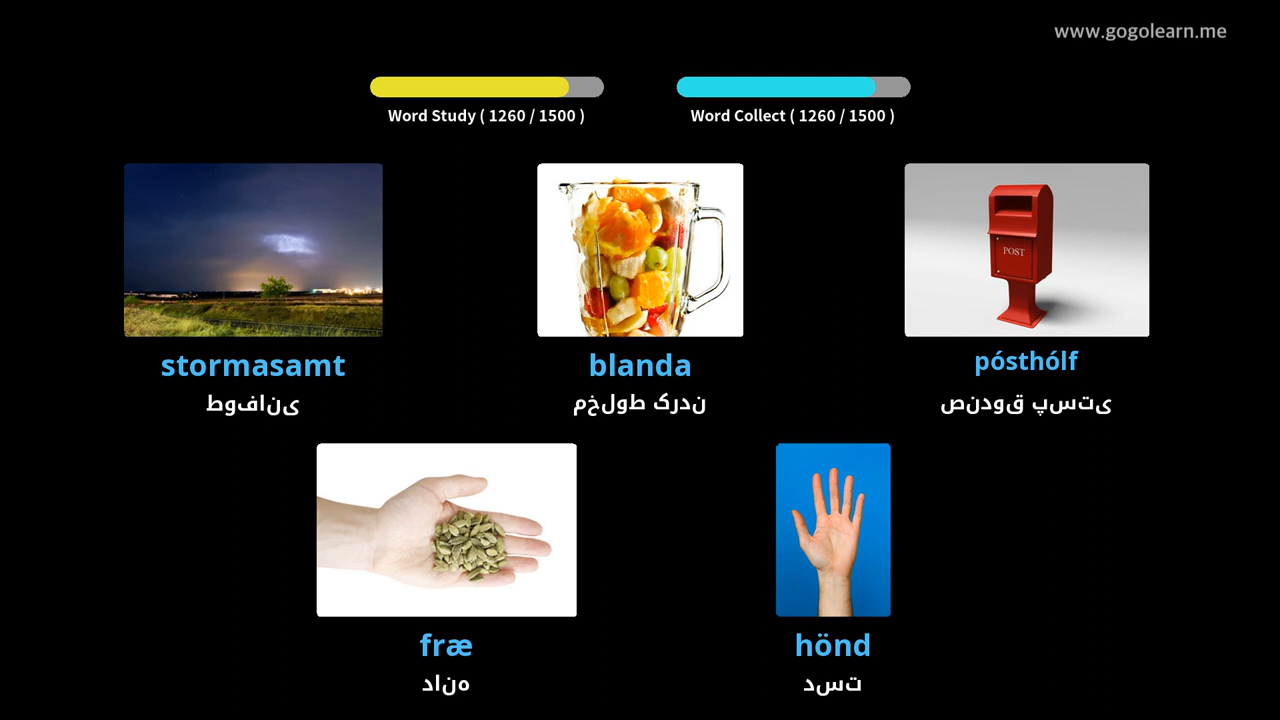 www.gogolearn.me
Word Study ( 1260 / 1500 )
Word Collect ( 1260 / 1500 )
stormasamt
طوفانی
blanda
مخلوط کردن
pósthólf
صندوق پستی
POST
fræ
دانه
hönd
دست